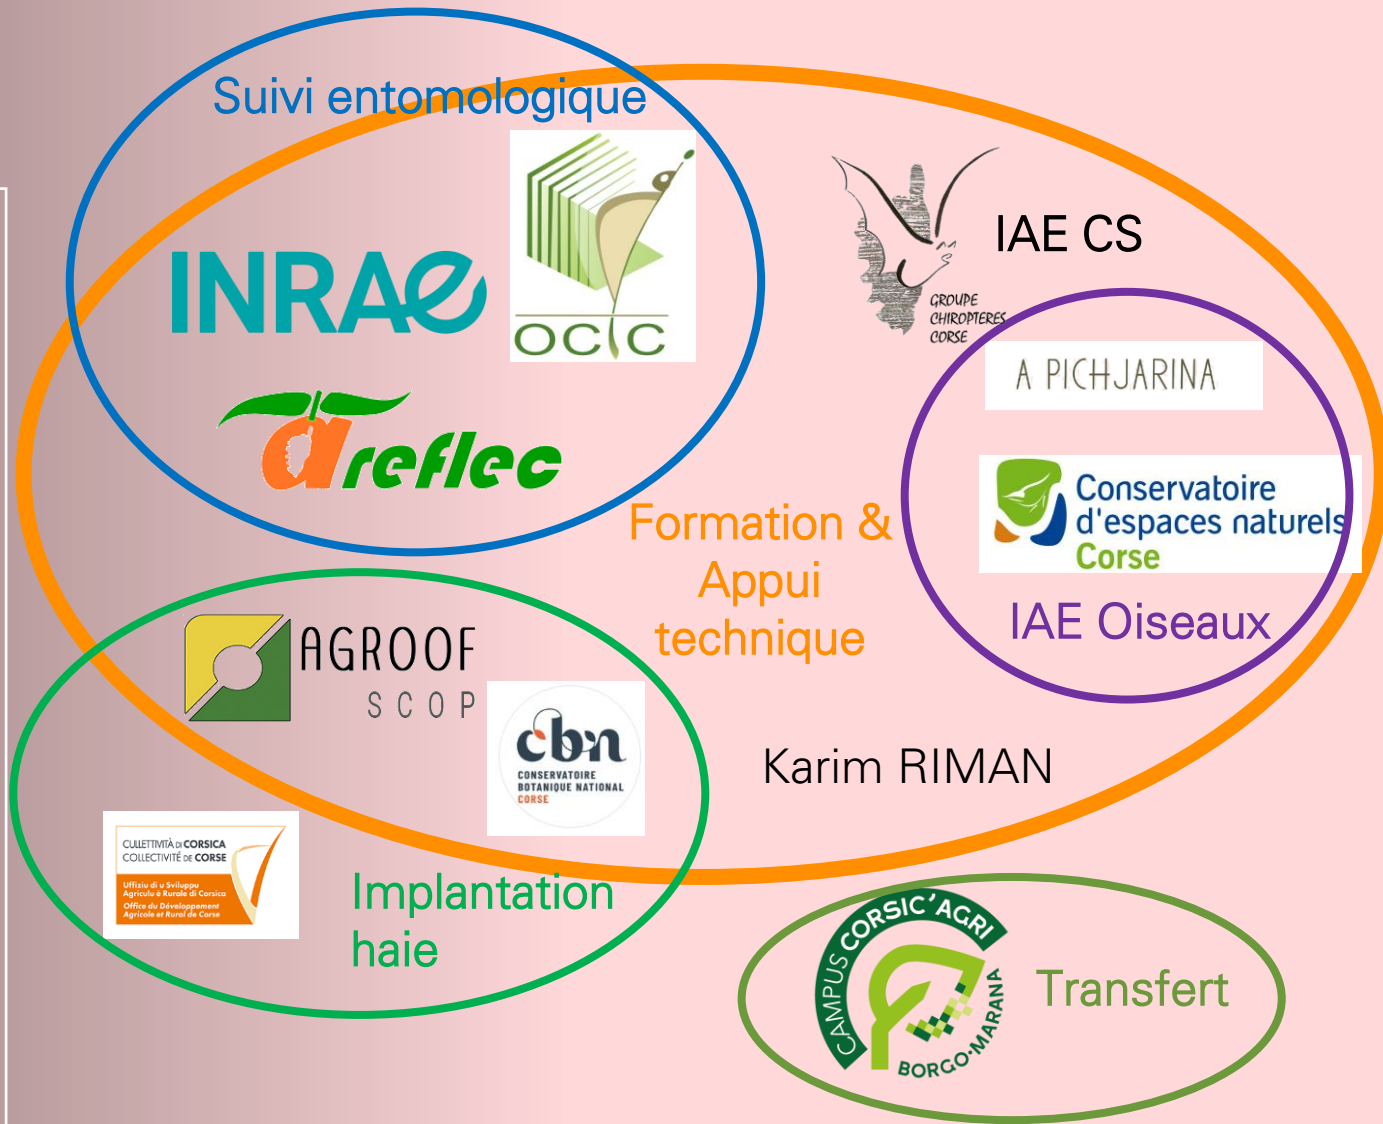 Suivi entomologique
INRAE
OCIC
areflec
GROUPE
CHIROPTERES
CORSE
IAE CS
A PICHJARINA
Conservatoire
d'espaces naturels
Corse
IAE Oiseaux
Formation &
Appui
technique
AGROOF
SCOP
cbn
CONSERVATOIRE
BOTANIQUE NATIONAL
CORSE
Karim RIMAN
CULLETTIVITÀ DI CORSICA
COLLECTIVITÉ DE CORSE
Uffiziu di u Sviluppu
Agriculu è Rurale di Corsica
Office du Développement
Agricole et Rural de Corse
Implantation
haie
CAMPUS CORSIC'AGRI
BORGO-MARANA
Transfert